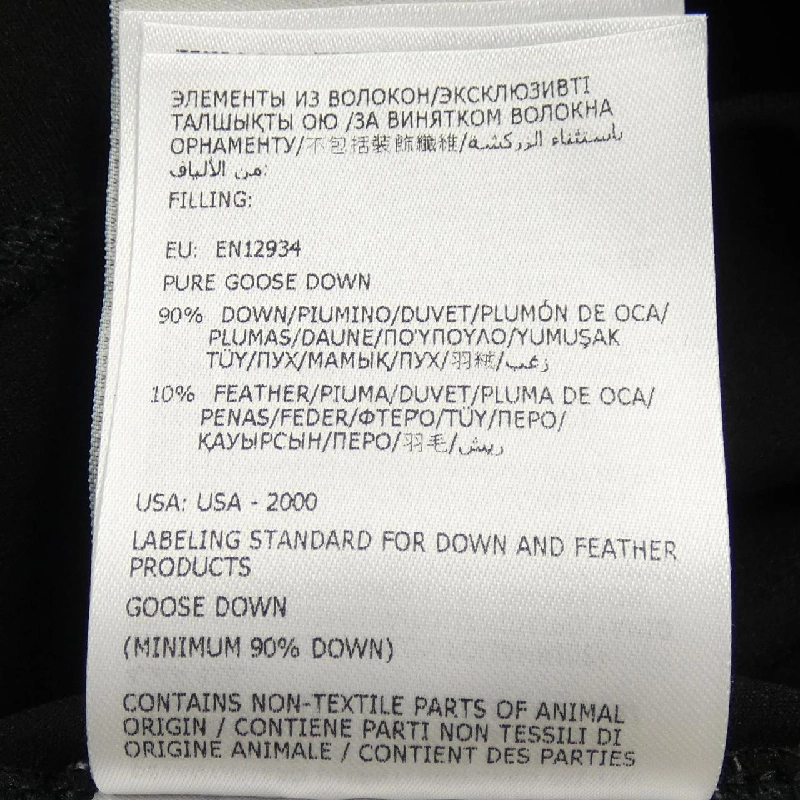 ЭЛЕМЕНТЫ ИЗ ВОЛОКОН/ЭКСКЛЮЗИВТІ
ТАЛШЫҚТЫ ОЮ /ЗА ВИНЯТКОМ ВОЛОКНА
ОРНАМЕНТУ/不包括裝飾纖維/باستثناء الزركشة
من الألياف:
FILLING:
EU: EN12934
PURE GOOSE DOWN
90% DOWN/PIUMINO/DUVET/PLUMÓN DE OCA/
PLUMAS/DAUNE/ΠΟΎΠΟΥΛΟ/YUMUŞAK
TÜY/ПУХ/МАМЫҚ/ПУХ/羽絨/زغب
10% FEATHER/PIUMA/DUVET/PLUMA DE OCA/
PENAS/FEDER/ΦΤΕΡΌ/TÜY/ПЕРО/
ҚАУЫРСЫН/ПЕРО/羽毛/ريش
USA: USA - 2000
LABELING STANDARD FOR DOWN AND FEATHER
PRODUCTS
GOOSE DOWN
(MINIMUM 90% DOWN)
CONTAINS NON-TEXTILE PARTS OF ANIMAL
ORIGIN / CONTIENE PARTI NON TESSILI DI
ORIGINE ANIMALE / CONTIENT DES PARTIES